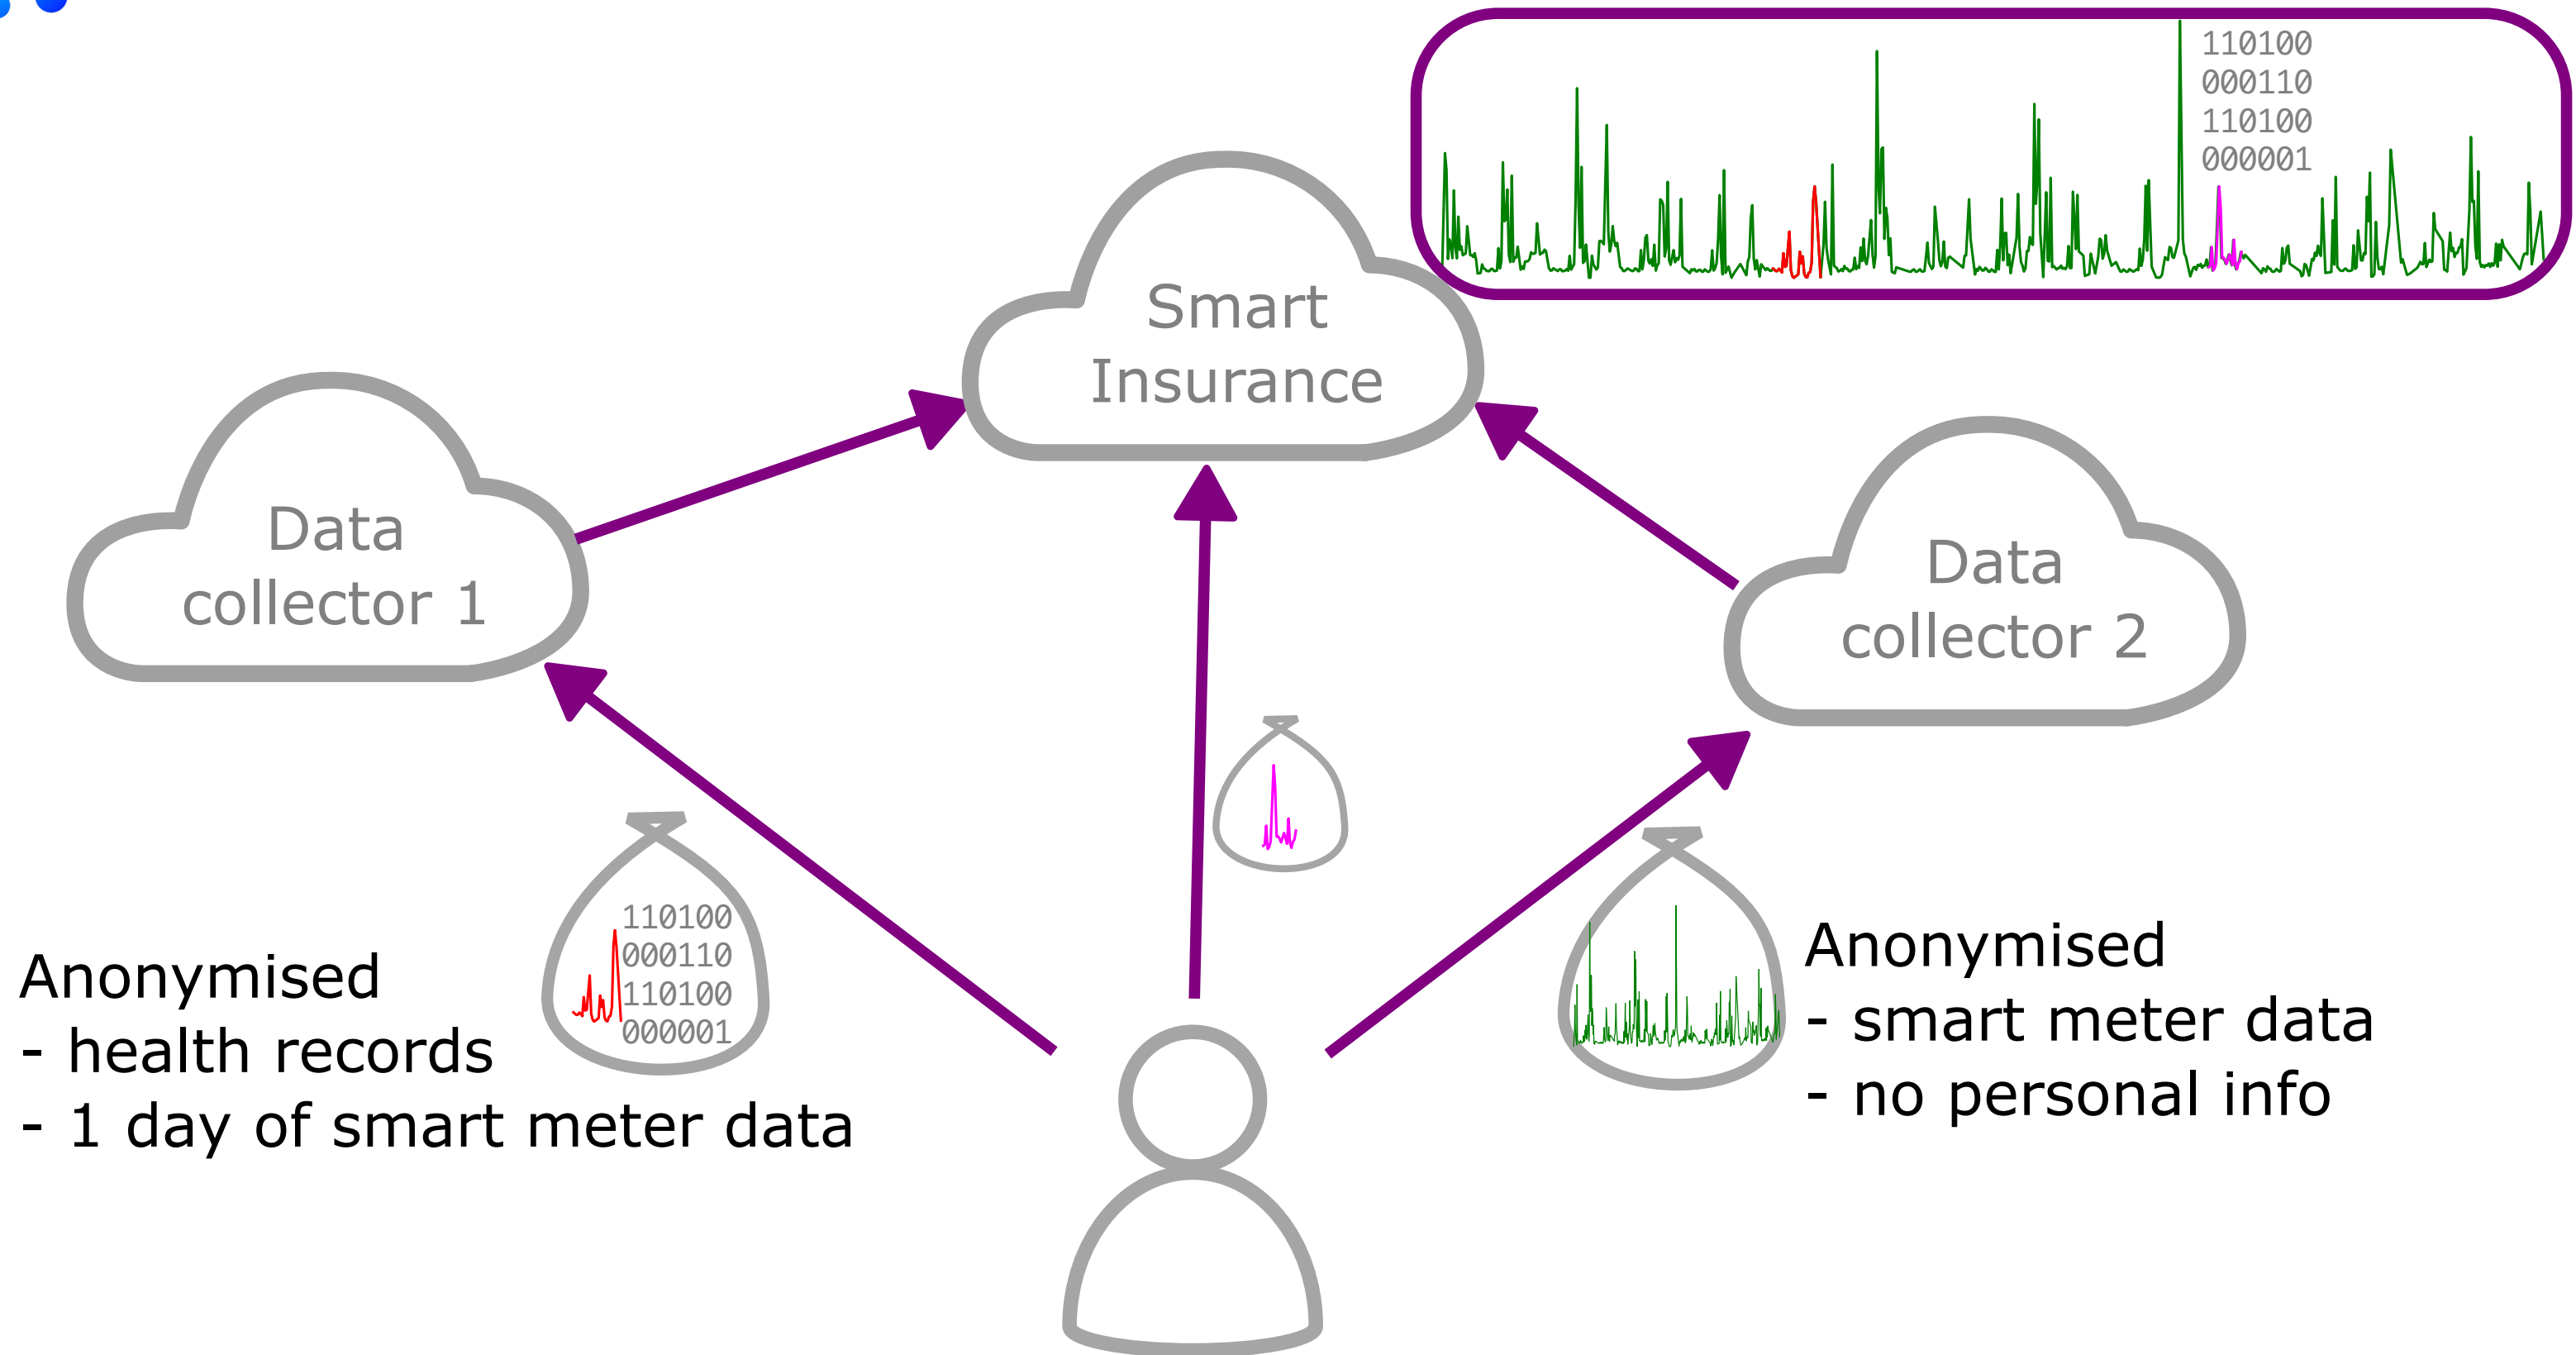 110100
000110
110100
000001
Smart
Insurance
Data
collector 1
Data
collector 2
110100
000110
110100
000001
Anonymised
- health records
- 1 day of smart meter data
Anonymised
- smart meter data
- no personal info